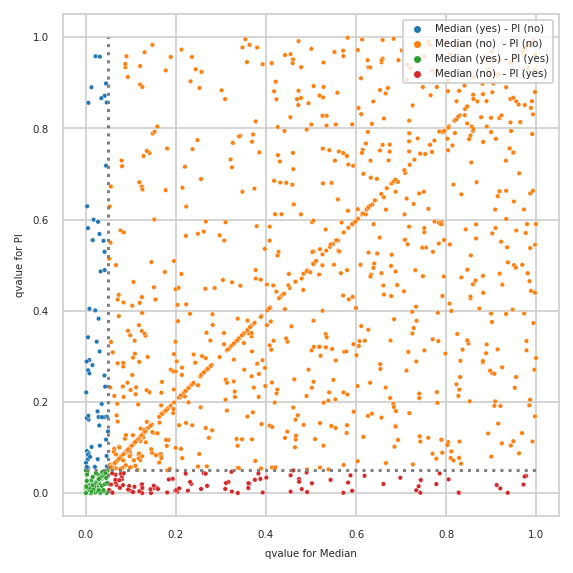 1.0
0.8
0.6
0.4
0.2
0.0
qvalue for PI
Median (yes) - PI (no)
Median (no) - PI (no)
Median (yes) - PI (yes)
Median (no) - PI (yes)
0.0 0.2 0.4 0.6 0.8 1.0
qvalue for Median